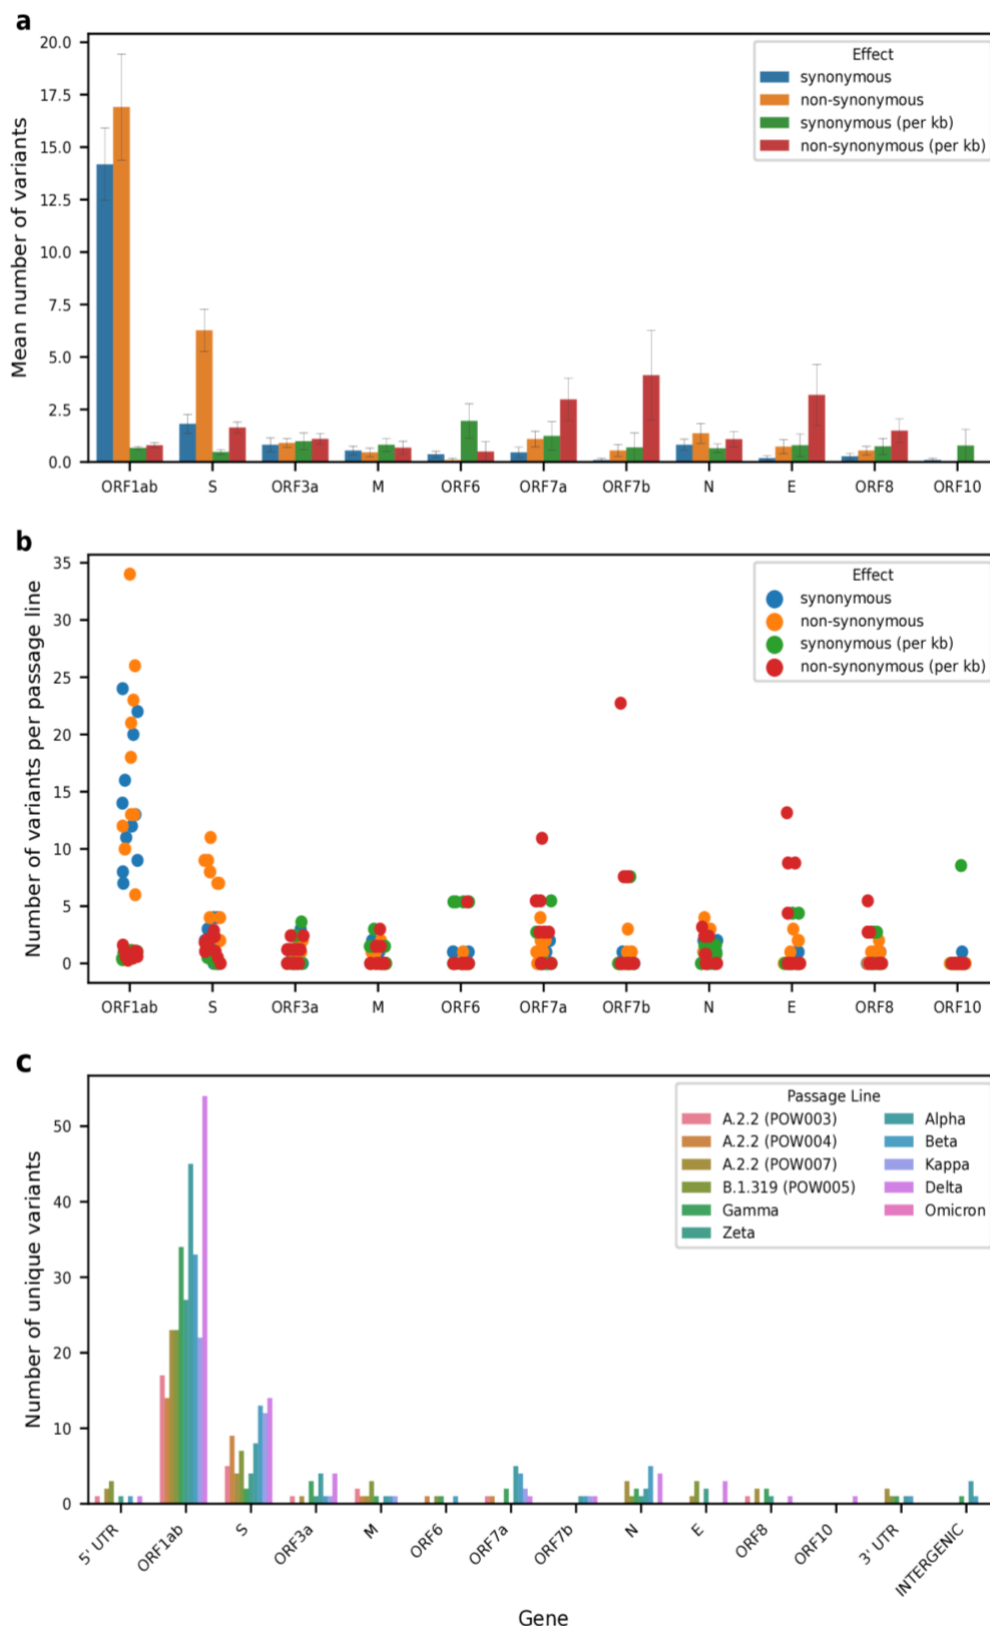 a
Mean number of variants
20.0
17.5
15.0
12.5
10.0
7.5
5.0
2.5
0.0
Effect
synonymous
non-synonymous
synonymous (per kb)
non-synonymous (per kb)
ORF1ab S ORF3a M ORF6 ORF7a ORF7b N E ORF8 ORF10
b
Number of variants per passage line
35
30
25
20
15
10
5
0
Effect
synonymous
non-synonymous
synonymous (per kb)
non-synonymous (per kb)
ORF1ab S ORF3a M ORF6 ORF7a ORF7b N E ORF8 ORF10
c
Number of unique variants
50
40
30
20
10
0
Passage Line
A.2.2 (POW003)
A.2.2 (POW004)
A.2.2 (POW007)
B.1.319 (POW005)
Gamma
Zeta
Alpha
Beta
Kappa
Delta
Omicron
5' UTR ORF1ab S ORF3a M ORF6 ORF7a ORF7b N E ORF8 ORF10 3' UTR INTERGENIC
Gene